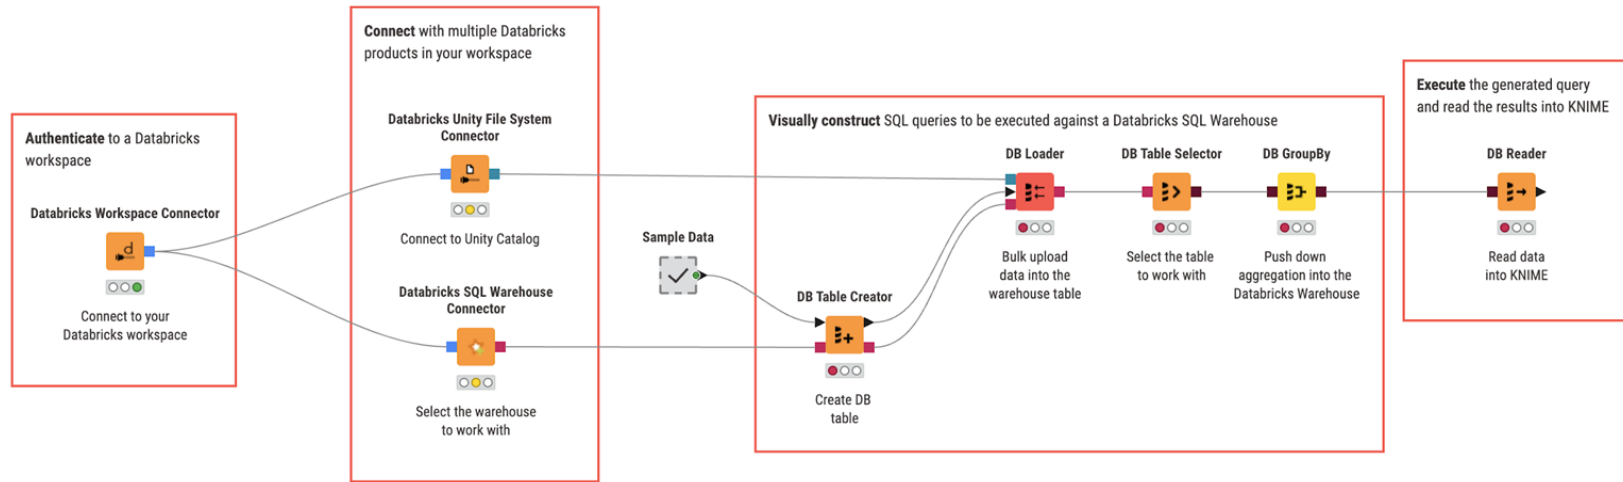 Authenticate to a Databricks
workspace
Databricks Workspace Connector
d
Connect to your
Databricks workspace
Connect with multiple Databricks
products in your workspace
Databricks Unity File System
Connector
Connect to Unity Catalog
Databricks SQL Warehouse
Connector
Select the warehouse
to work with
Sample Data
Visually construct SQL queries to be executed against a Databricks SQL Warehouse
DB Table Creator
Create DB
table
DB Loader
Bulk upload
data into the
warehouse table
DB Table Selector
Select the table
to work with
DB GroupBy
Push down
aggregation into the
Databricks Warehouse
Execute the generated query
and read the results into KNIME
DB Reader
Read data
into KNIME